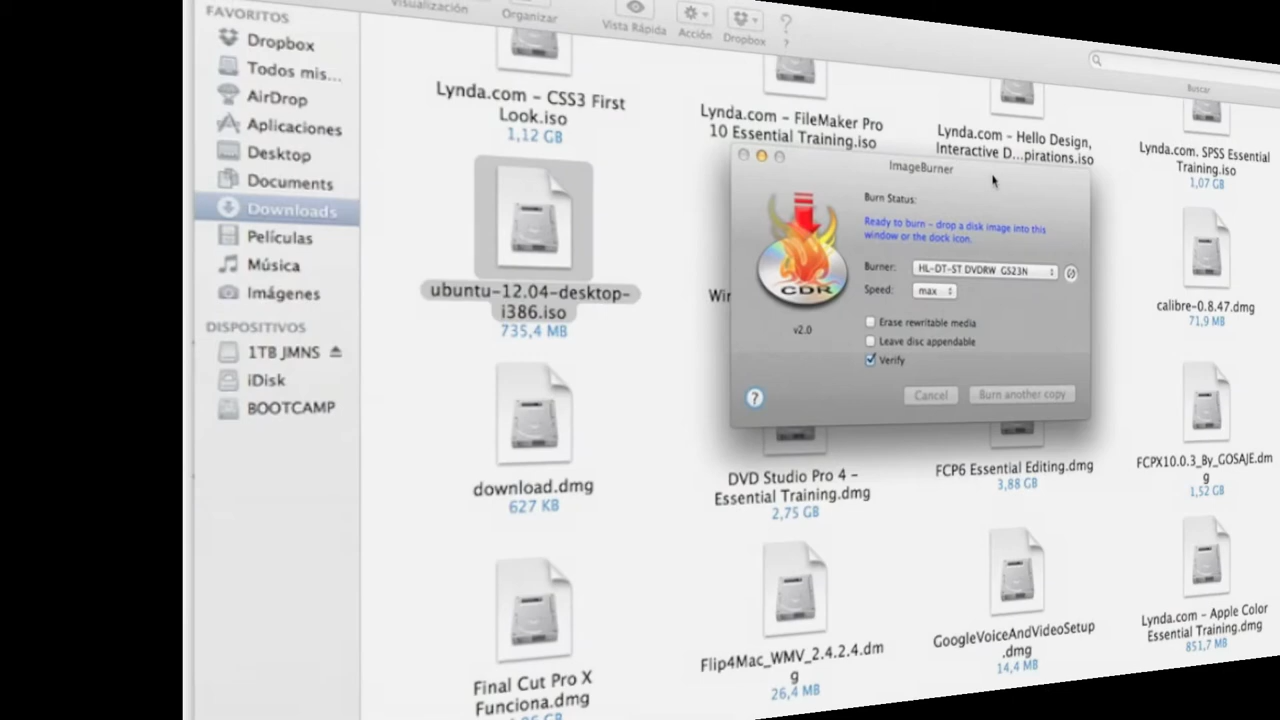 Visualización
Organizar
Vista Rápida
Acción
Dropbox
?
?
Buscar
FAVORITOS
Dropbox
Todos mis...
AirDrop
Aplicaciones
Desktop
Documents
Downloads
Películas
Música
Imágenes
DISPOSITIVOS
1TB JMNS
iDisk
BOOTCAMP
Lynda.com - CSS3 First
Look.iso
1,12 GB
Lynda.com - FileMaker Pro
10 Essential Training.iso
Lynda.com - Hello Design,
Interactive D...pirations.iso
Lynda.com. SPSS Essential
Training.iso
1,07 GB
ubuntu-12.04-desktop-
i386.iso
735,4 MB
ImageBurner
Burn Status:
Ready to burn - drop a disk image into this
window or the dock icon.
Burner:
HL-DT-ST DVDRW GS23N
Speed:
max
CDR
v2.0
Erase rewritable media
Leave disc appendable
Verify
?
Cancel
Burn another copy
calibre-0.8.47.dmg
71,9 MB
download.dmg
627 KB
DVD Studio Pro 4 -
Essential Training.dmg
2,75 GB
FCP6 Essential Editing.dmg
3,88 GB
FCPX10.0.3_By_GOSAJE.dm
g
1,52 GB
Final Cut Pro X
Funciona.dmg
Flip4Mac_WMV_2.4.2.4.dm
g
26,4 MB
GoogleVoiceAndVideoSetup
.dmg
14,4 MB
Lynda.com - Apple Color
Essential Training.dmg
851,7 MB